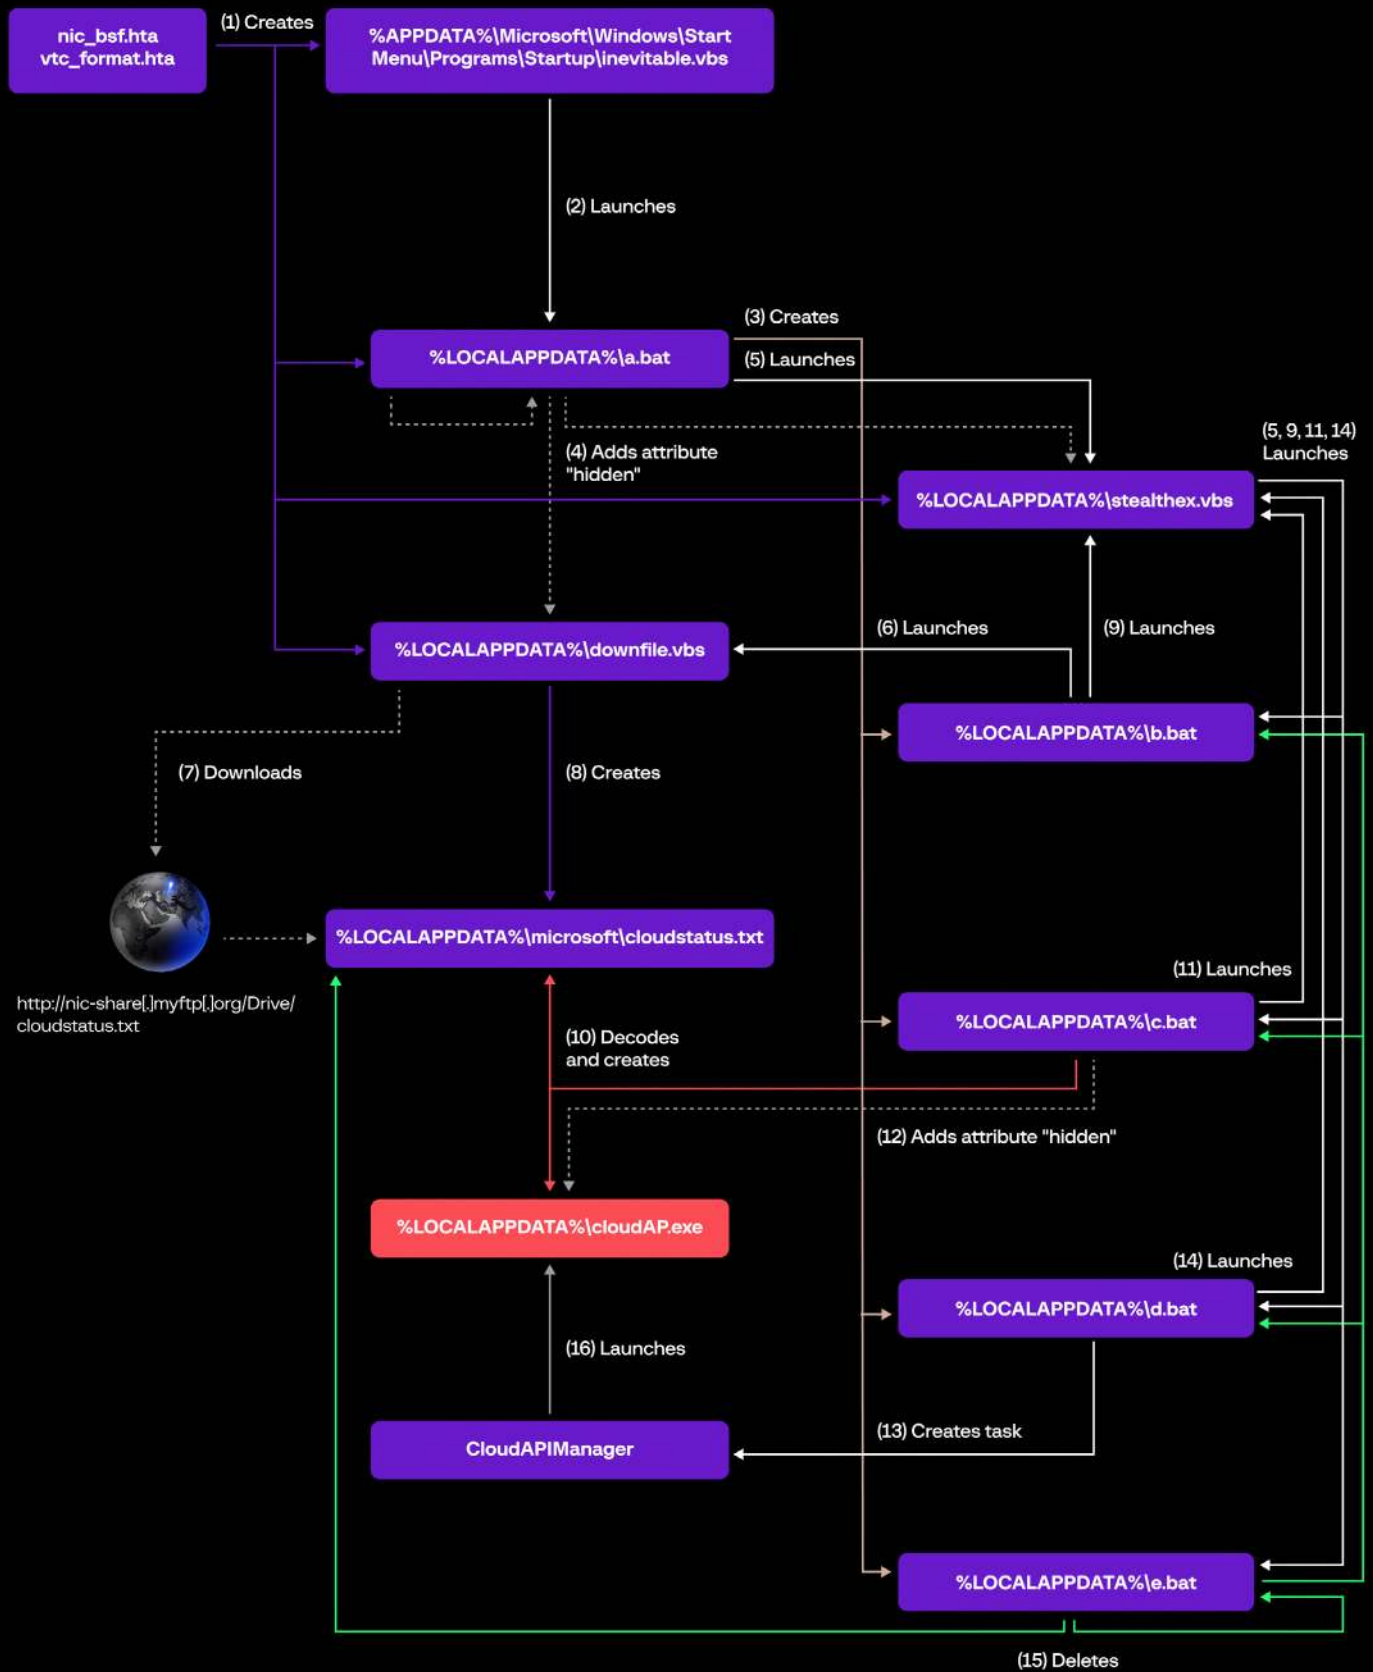 nic_bsf.hta
vtc_format.hta
(1) Creates
%APPDATA%\Microsoft\Windows\Start
Menu\Programs\Startup\inevitable.vbs
(2) Launches
(3) Creates
%LOCALAPPDATA%\a.bat
(5) Launches
(4) Adds attribute
"hidden"
(5, 9, 11, 14)
Launches
%LOCALAPPDATA%\stealthex.vbs
(6) Launches
(9) Launches
%LOCALAPPDATA%\downfile.vbs
%LOCALAPPDATA%\b.bat
(7) Downloads
(8) Creates
%LOCALAPPDATA%\microsoft\cloudstatus.txt
http://nic-share[.]myftp[.]org/Drive/
cloudstatus.txt
(11) Launches
%LOCALAPPDATA%\c.bat
(10) Decodes
and creates
(12) Adds attribute "hidden"
%LOCALAPPDATA%\cloudAP.exe
(14) Launches
%LOCALAPPDATA%\d.bat
(16) Launches
(13) Creates task
CloudAPIManager
%LOCALAPPDATA%\e.bat
(15) Deletes